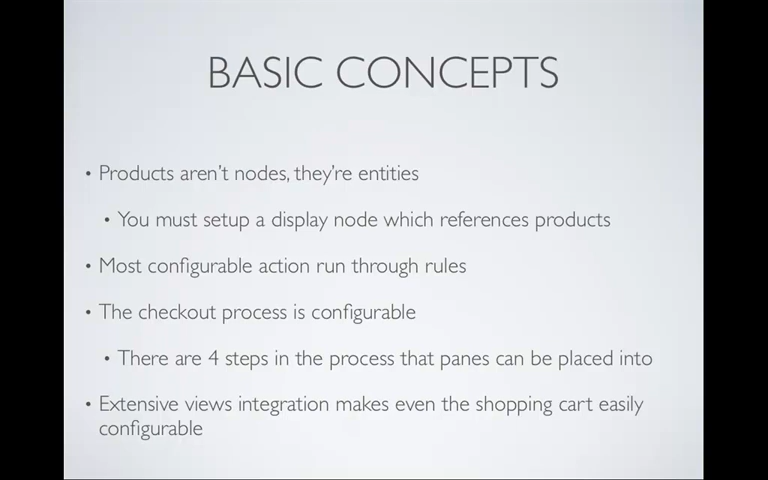 BASIC CONCEPTS
• Products aren't nodes, they're entities
• You must setup a display node which references products
• Most configurable action run through rules
• The checkout process is configurable
• There are 4 steps in the process that panes can be placed into
• Extensive views integration makes even the shopping cart easily
configurable